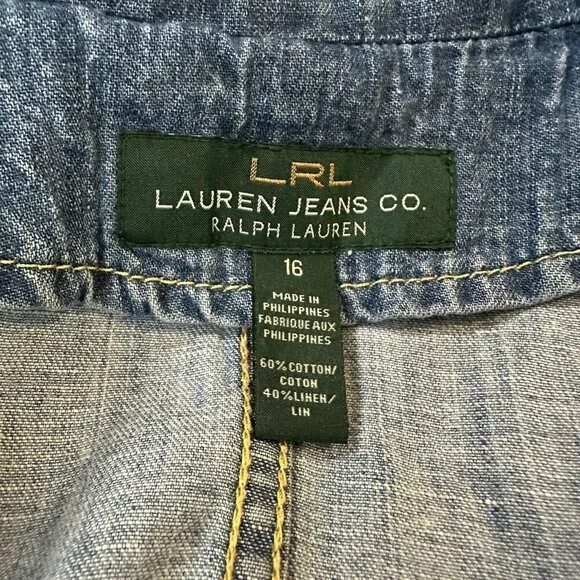 LRL
LAUREN JEANS CO.
RALPH LAUREN
16
MADE IN
PHILIPPINES
FABRIQUE AUX
PHILIPPINES
60% COTTON/
COTON
40% LINEN/
LIN